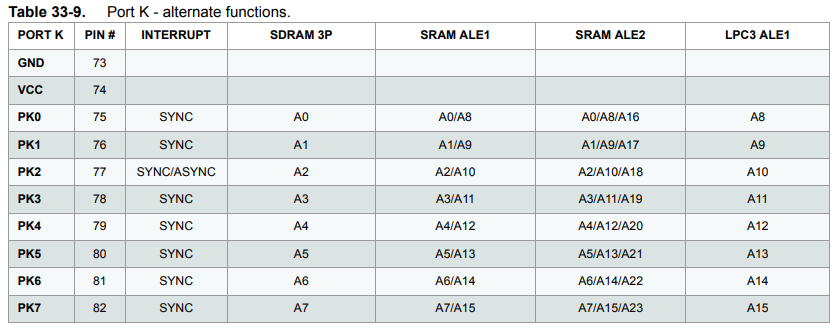 Table 33-9. Port K - alternate functions.
PORT K PIN # INTERRUPT SDRAM 3P SRAM ALE1 SRAM ALE2 LPC3 ALE1
GND 73
VCC 74
PK0 75 SYNC A0 A0/A8 A0/A8/A16 A8
PK1 76 SYNC A1 A1/A9 A1/A9/A17 A9
PK2 77 SYNC/ASYNC A2 A2/A10 A2/A10/A18 A10
PK3 78 SYNC A3 A3/A11 A3/A11/A19 A11
PK4 79 SYNC A4 A4/A12 A4/A12/A20 A12
PK5 80 SYNC A5 A5/A13 A5/A13/A21 A13
PK6 81 SYNC A6 A6/A14 A6/A14/A22 A14
PK7 82 SYNC A7 A7/A15 A7/A15/A23 A15